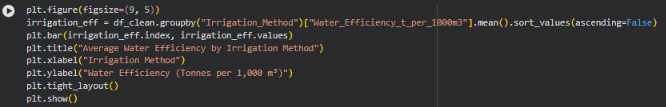 plt.figure(figsize=(9, 5))
irrigation_eff = df_clean.groupby("Irrigation_Method")["Water_Efficiency_t_per_1000m3"].mean().sort_values(ascending=False)
plt.bar(irrigation_eff.index, irrigation_eff.values)
plt.title("Average Water Efficiency by Irrigation Method")
plt.xlabel("Irrigation Method")
plt.ylabel("Water Efficiency (Tonnes per 1,000 m³)")
plt.tight_layout()
plt.show()